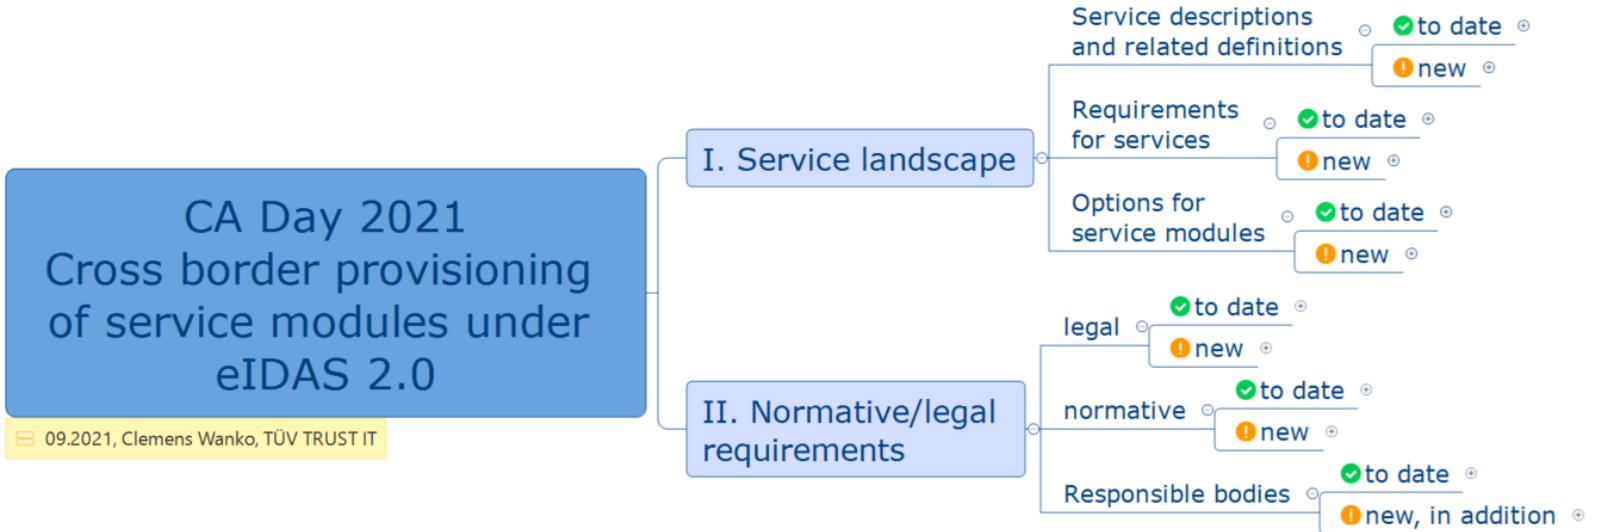 CA Day 2021
Cross border provisioning
of service modules under
eIDAS 2.0
09.2021, Clemens Wanko, TÜV TRUST IT
I. Service landscape
Service descriptions
and related definitions
to date
new
Requirements
for services
to date
new
Options for
service modules
to date
new
II. Normative/legal
requirements
legal
to date
new
normative
to date
new
Responsible bodies
to date
new, in addition